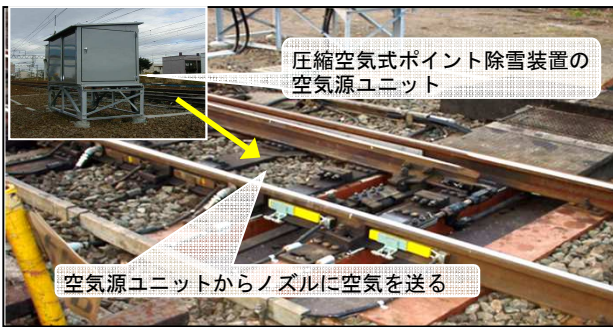 圧縮空気式ポイント除雪装置の
空気源ユニット
空気源ユニットからノズルに空気を送る